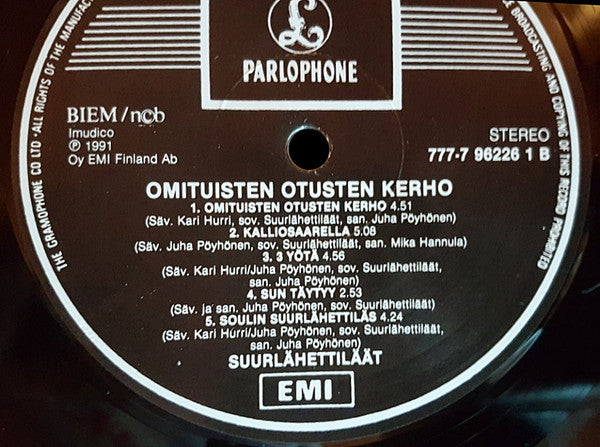 £
PARLOPHONE
THE GRAMOPHONE CO LTD · ALL RIGHTS OF THE MANUFAC
E BROADCASTING AND COPYING OF THIS RECORD PROHIBITED
BIEM/ncb
Imudico
℗ 1991
Oy EMI Finland Ab
STEREO
777-7 96226 1 B
OMITUISTEN OTUSTEN KERHO
1. OMITUISTEN OTUSTEN KERHO 4.51
(Säv. Kari Hurri, sov. Suurlähettiläät, san. Juha Pöyhönen)
2. KALLIOSAARELLA 5.08
(Säv. Juha Pöyhönen, sov. Suurlähettiläät, san. Mika Hannula)
3. 3 YÖTÄ 4.56
(Säv. Kari Hurri/Juha Pöyhönen, sov. Suurlähettiläät,
san. Juha Pöyhönen)
4. SUN TÄYTYY 2.53
(Säv. ja san. Juha Pöyhönen, sov. Suurlähettiläät)
5. SOULIN SUURLÄHETTILÄS 4.24
(Säv. Kari Hurri/Juha Pöyhönen, sov. Suurlähettiläät,
san. Juha Pöyhönen)
SUURLÄHETTILÄÄT
EMI